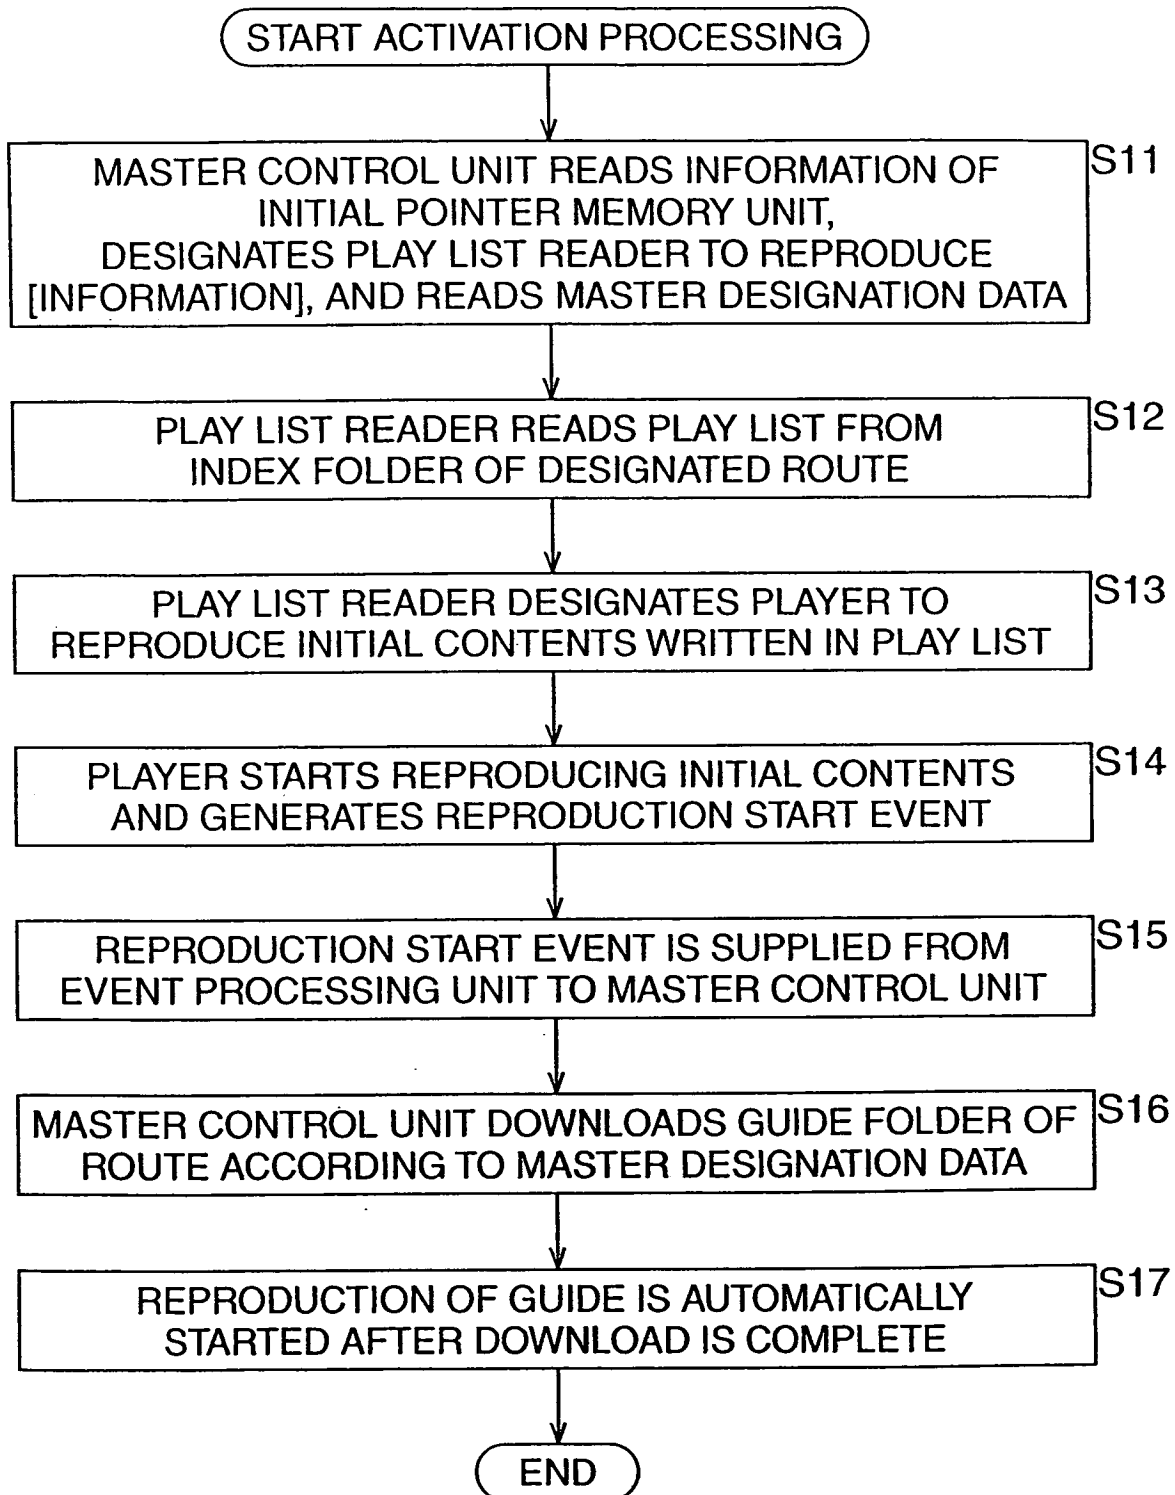 START ACTIVATION PROCESSING
S11
MASTER CONTROL UNIT READS INFORMATION OF
INITIAL POINTER MEMORY UNIT,
DESIGNATES PLAY LIST READER TO REPRODUCE
[INFORMATION], AND READS MASTER DESIGNATION DATA
S12
PLAY LIST READER READS PLAY LIST FROM
INDEX FOLDER OF DESIGNATED ROUTE
S13
PLAY LIST READER DESIGNATES PLAYER TO
REPRODUCE INITIAL CONTENTS WRITTEN IN PLAY LIST
S14
PLAYER STARTS REPRODUCING INITIAL CONTENTS
AND GENERATES REPRODUCTION START EVENT
S15
REPRODUCTION START EVENT IS SUPPLIED FROM
EVENT PROCESSING UNIT TO MASTER CONTROL UNIT
S16
MASTER CONTROL UNIT DOWNLOADS GUIDE FOLDER OF
ROUTE ACCORDING TO MASTER DESIGNATION DATA
S17
REPRODUCTION OF GUIDE IS AUTOMATICALLY
STARTED AFTER DOWNLOAD IS COMPLETE
END